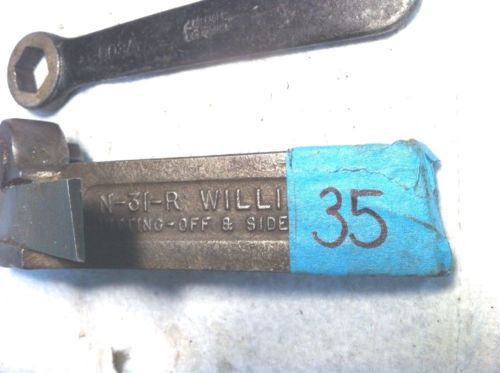 N-31-R WILLI
TING-OFF & SIDE
35